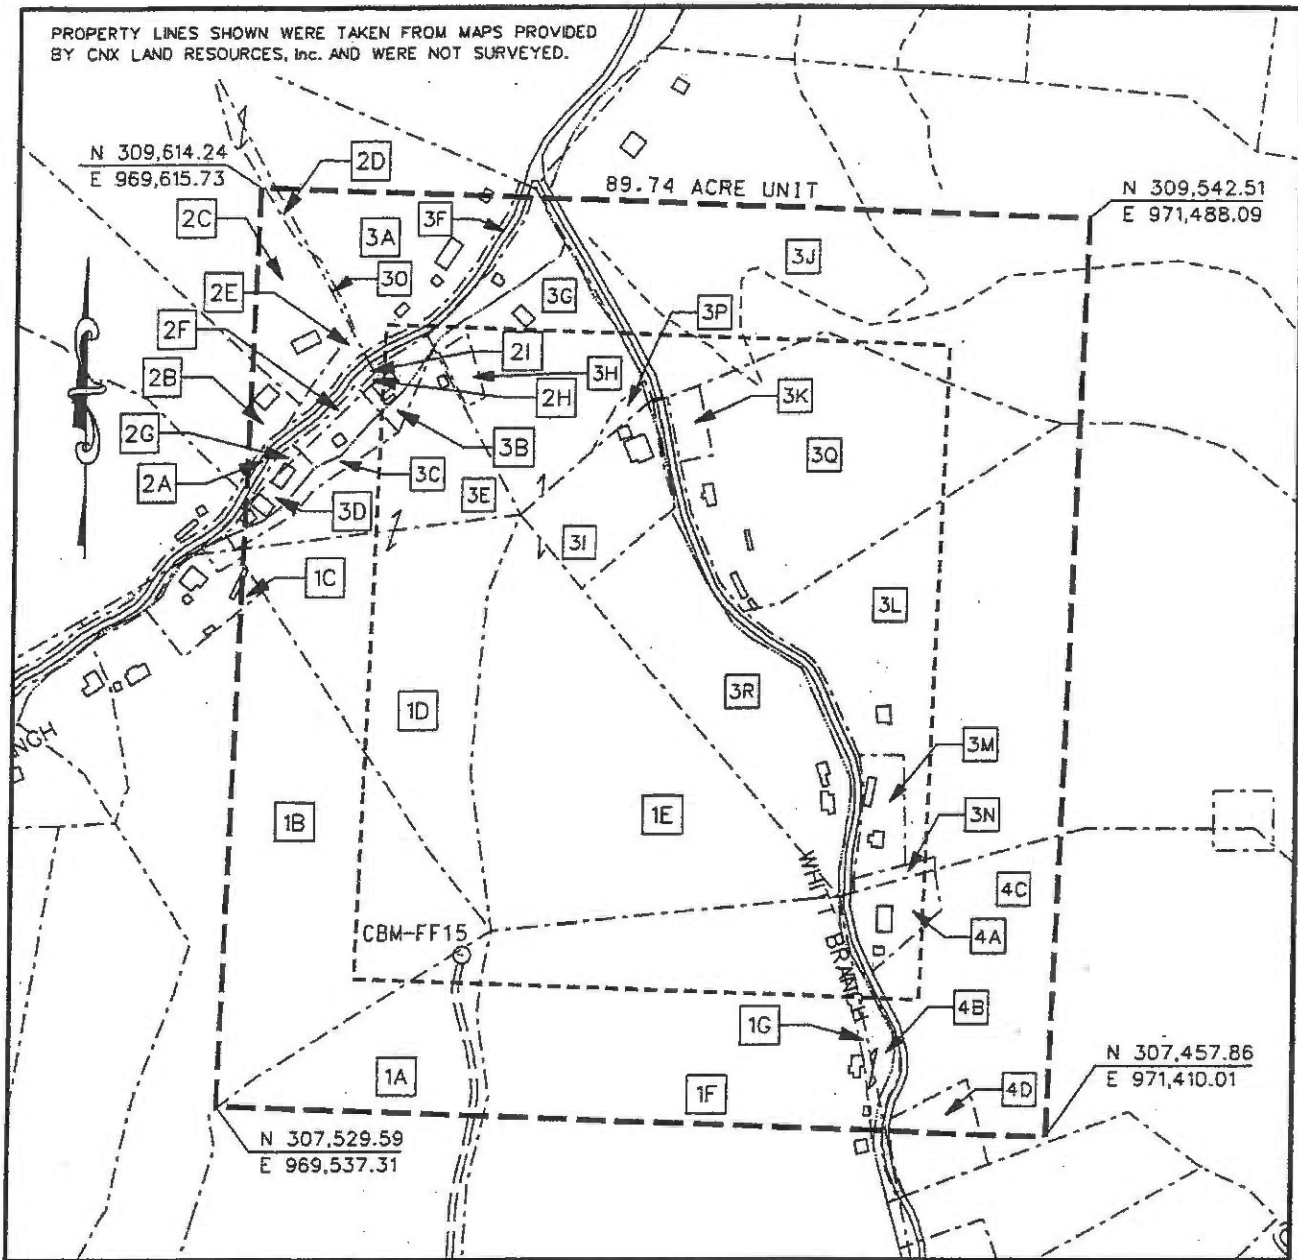 PROPERTY LINES SHOWN WERE TAKEN FROM MAPS PROVIDED
BY CNX LAND RESOURCES, Inc. AND WERE NOT SURVEYED.
N 309,614.24
E 969,615.73
2D
89.74 ACRE UNIT
N 309,542.51
E 971,488.09
2C
3A
3F
3J
3O
2E
3G
3P
2F
2I
3H
2B
2H
3K
2G
3B
3Q
2A
3C
3E
3D
3I
1C
3L
3R
1D
3M
NCH
1B
1E
3N
WHITT BRANCH
4C
CBM-FF15
4A
4B
1G
N 307,457.86
E 971,410.01
1A
1F
4D
N 307,529.59
E 969,537.31